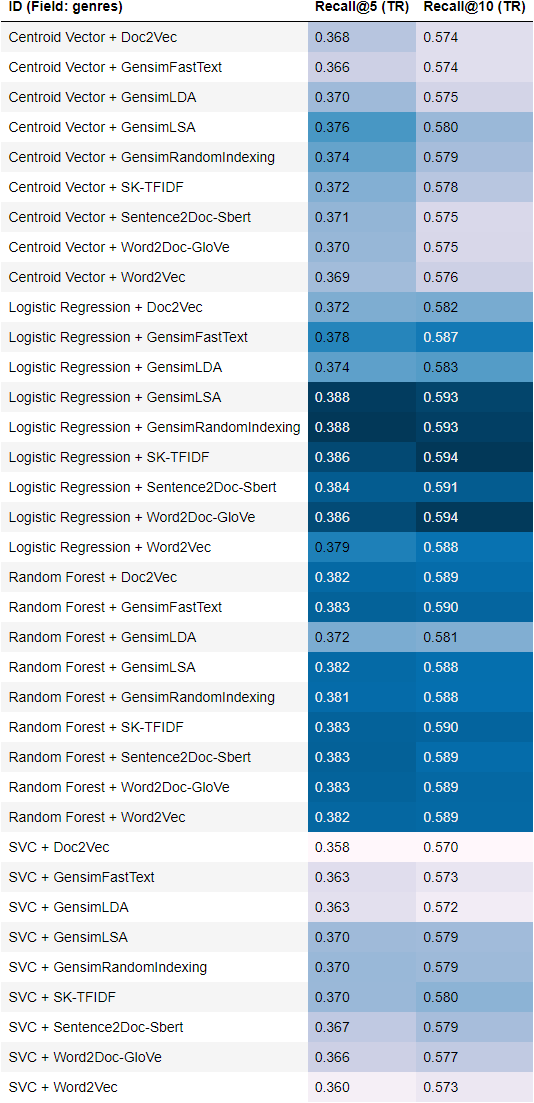 ID (Field: genres) Recall@5 (TR) Recall@10 (TR)
Centroid Vector + Doc2Vec 0.368 0.574
Centroid Vector + GensimFastText 0.366 0.574
Centroid Vector + GensimLDA 0.370 0.575
Centroid Vector + GensimLSA 0.376 0.580
Centroid Vector + GensimRandomIndexing 0.374 0.579
Centroid Vector + SK-TFIDF 0.372 0.578
Centroid Vector + Sentence2Doc-Sbert 0.371 0.575
Centroid Vector + Word2Doc-GloVe 0.370 0.575
Centroid Vector + Word2Vec 0.369 0.576
Logistic Regression + Doc2Vec 0.372 0.582
Logistic Regression + GensimFastText 0.378 0.587
Logistic Regression + GensimLDA 0.374 0.583
Logistic Regression + GensimLSA 0.388 0.593
Logistic Regression + GensimRandomIndexing 0.388 0.593
Logistic Regression + SK-TFIDF 0.386 0.594
Logistic Regression + Sentence2Doc-Sbert 0.384 0.591
Logistic Regression + Word2Doc-GloVe 0.386 0.594
Logistic Regression + Word2Vec 0.379 0.588
Random Forest + Doc2Vec 0.382 0.589
Random Forest + GensimFastText 0.383 0.590
Random Forest + GensimLDA 0.372 0.581
Random Forest + GensimLSA 0.382 0.588
Random Forest + GensimRandomIndexing 0.381 0.588
Random Forest + SK-TFIDF 0.383 0.590
Random Forest + Sentence2Doc-Sbert 0.383 0.589
Random Forest + Word2Doc-GloVe 0.383 0.589
Random Forest + Word2Vec 0.382 0.589
SVC + Doc2Vec 0.358 0.570
SVC + GensimFastText 0.363 0.573
SVC + GensimLDA 0.363 0.572
SVC + GensimLSA 0.370 0.579
SVC + GensimRandomIndexing 0.370 0.579
SVC + SK-TFIDF 0.370 0.580
SVC + Sentence2Doc-Sbert 0.367 0.579
SVC + Word2Doc-GloVe 0.366 0.577
SVC + Word2Vec 0.360 0.573